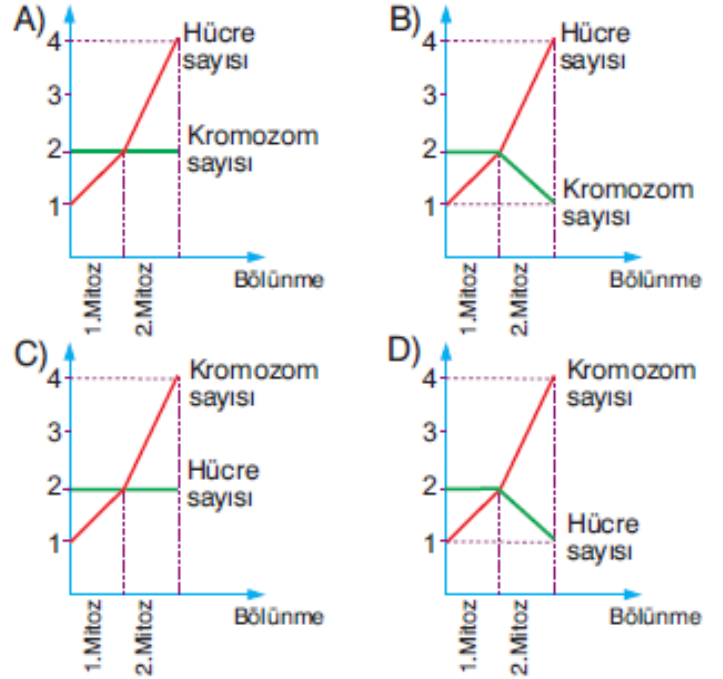 A)
4
3
2
1
Hücre
sayısı
Kromozom
sayısı
1.Mitoz
2.Mitoz
Bölünme
B)
4
3
2
1
Hücre
sayısı
Kromozom
sayısı
1.Mitoz
2.Mitoz
Bölünme
C)
4
3
2
1
Kromozom
sayısı
Hücre
sayısı
1.Mitoz
2.Mitoz
Bölünme
D)
4
3
2
1
Kromozom
sayısı
Hücre
sayısı
1.Mitoz
2.Mitoz
Bölünme